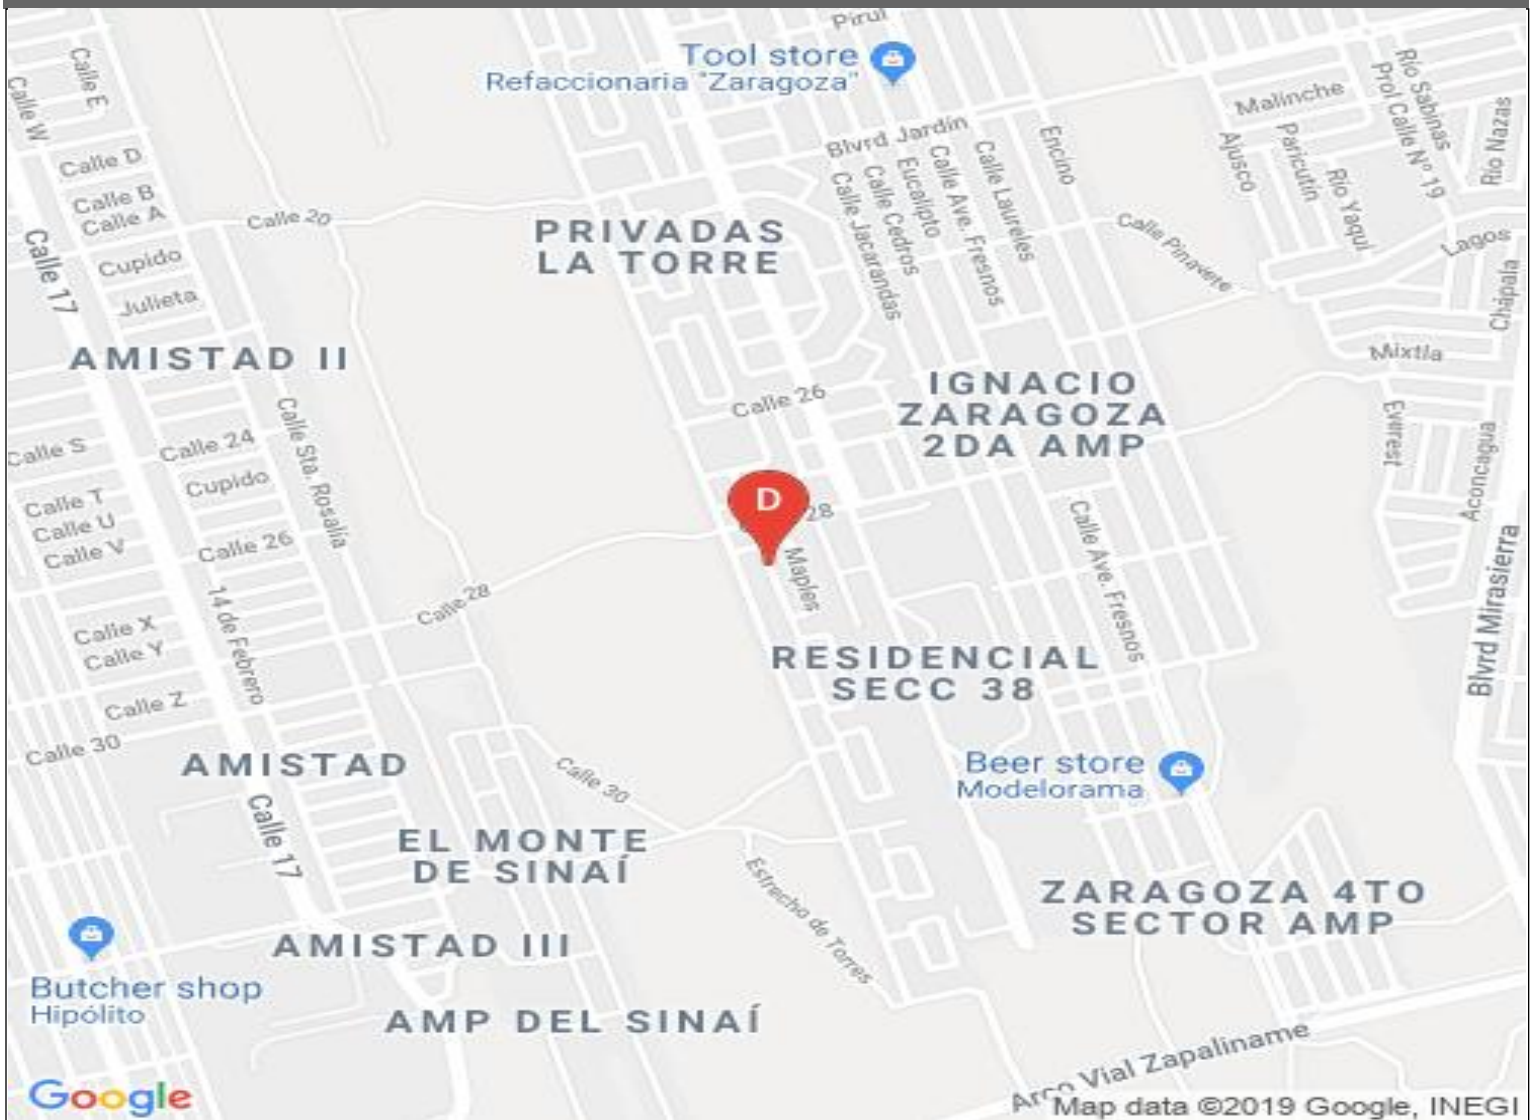 Pirul
Tool store
Refaccionaria "Zaragoza"
Calle E
Calle W
Río Sabinas
Prol Calle Nº 19
Río Nazas
Malinche
Ajusco
Paricutín
Río Yaqui
Blvrd Jardín
Encino
Calle Laureles
Calle Ave. Fresnos
Eucalipto
Calle Cedros
Calle Jacarandas
Calle D
Calle B
Calle A
Calle 20
PRIVADAS
LA TORRE
Calle Pinavete
Lagos
Calle 17
Cupido
Julieta
Chapala
AMISTAD II
Mixtla
IGNACIO
ZARAGOZA
2DA AMP
Calle 26
Everest
Aconcagua
Calle Sta. Rosalía
Calle S
Calle 24
Cupido
Calle T
Calle U
Calle V
Calle 26
D
28
Maples
Calle Ave. Fresnos
Blvrd Mirasierra
Calle 28
14 de Febrero
Calle X
Calle Y
Calle Z
RESIDENCIAL
SECC 38
Calle 30
AMISTAD
Calle 30
Beer store
Modelorama
Calle 17
EL MONTE
DE SINAÍ
Estrecho de Torres
ZARAGOZA 4TO
SECTOR AMP
AMISTAD III
Butcher shop
Hipólito
AMP DEL SINAÍ
Arco Vial Zapaliname
Google
Map data ©2019 Google, INEGI